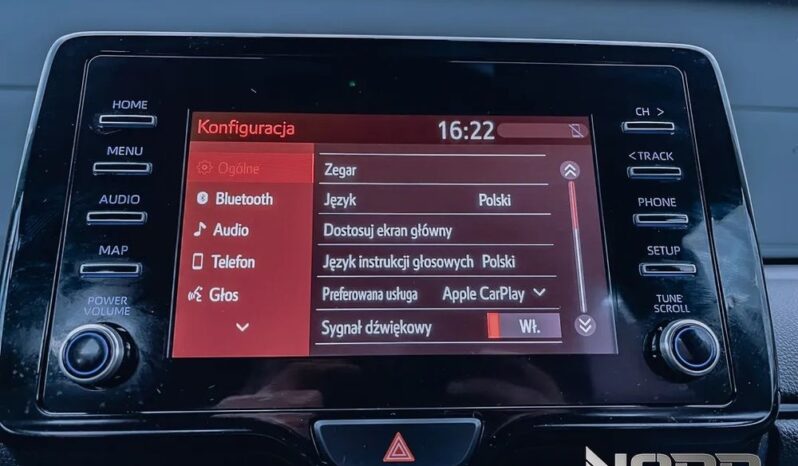 HOME
MENU
AUDIO
MAP
POWER
VOLUME
Konfiguracja 16:22
Ogólne
Bluetooth
Audio
Telefon
Głos
Zegar
Język Polski
Dostosuj ekran główny
Język instrukcji głosowych Polski
Preferowana usługa Apple CarPlay
Sygnał dźwiękowy Wł.
CH >
< TRACK
PHONE
SETUP
TUNE
SCROLL